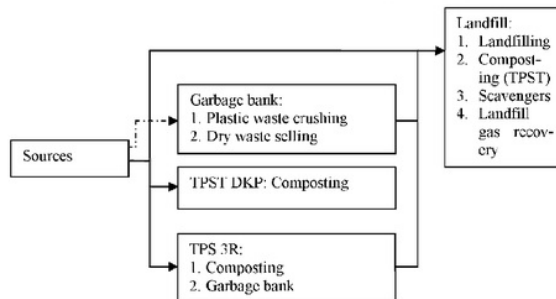 Landfill:
1. Landfilling
2. Compost-
ing (TPST)
3. Scavengers
4. Landfill
gas recov-
ery
Garbage bank:
1. Plastic waste crushing
2. Dry waste selling
Sources
TPST DKP: Composting
TPS 3R:
1. Composting
2. Garbage bank